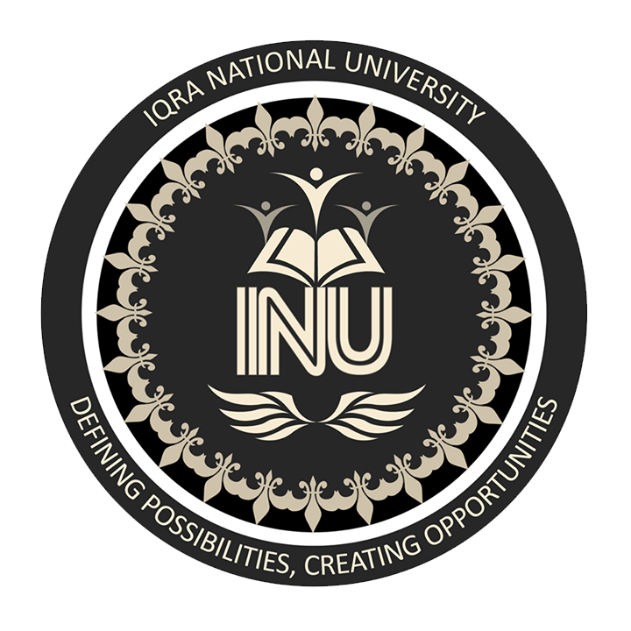 IQRA NATIONAL UNIVERSITY
INU
DEFINING POSSIBILITIES, CREATING OPPORTUNITIES